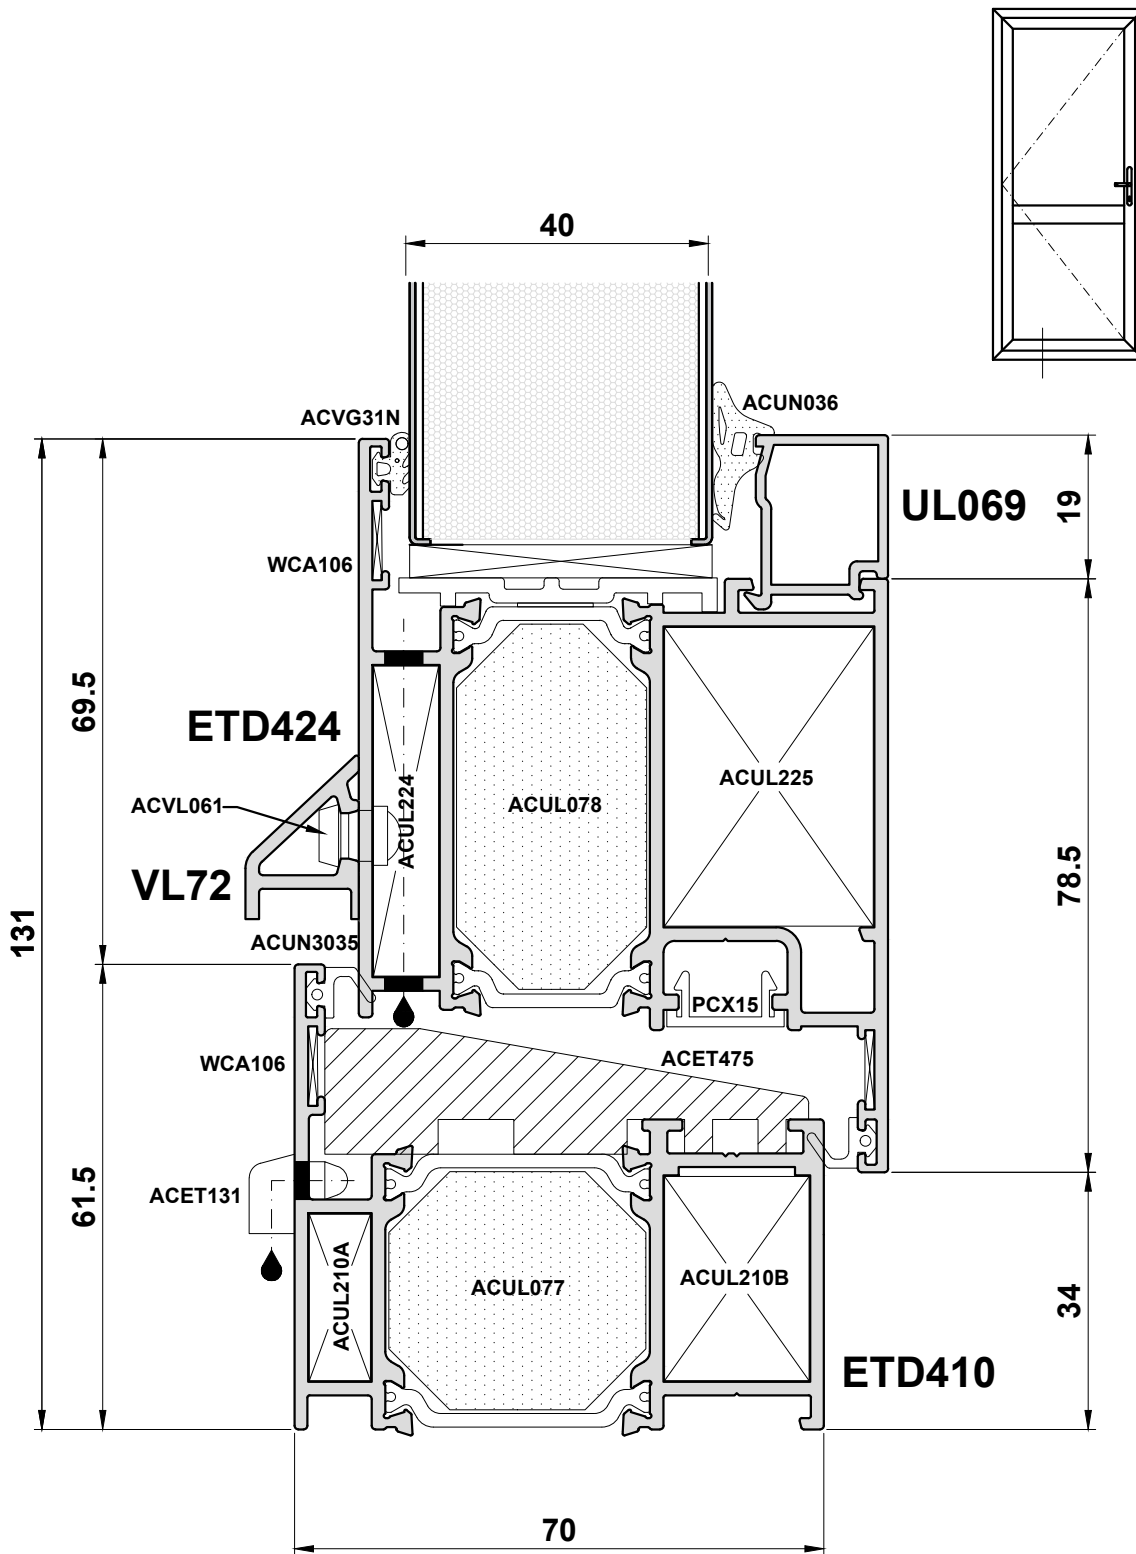 40
ACVG31N
ACUN036
UL069
19
WCA106
69.5
ETD424
ACUL224
ACUL078
ACUL225
ACVL061
VL72
78.5
131
ACUN3035
PCX15
WCA106
ACET475
ACET131
61.5
ACUL210A
ACUL077
ACUL210B
34
ETD410
70